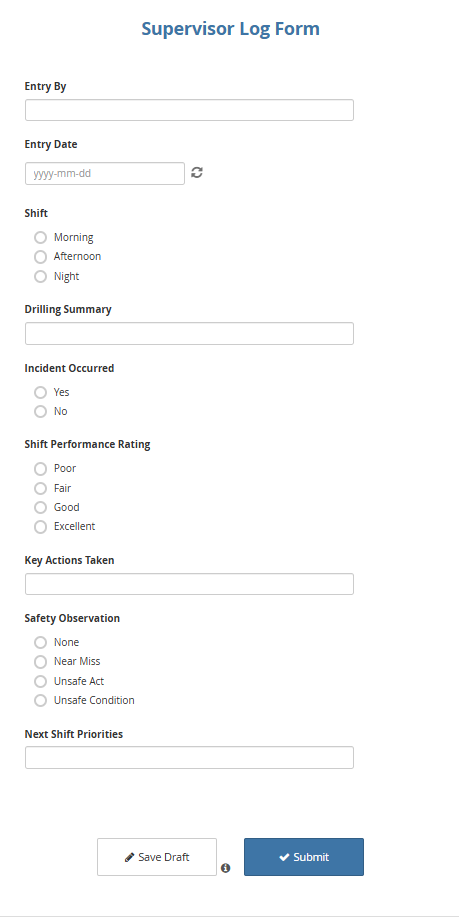 Supervisor Log Form
Entry By
Entry Date
yyyy-mm-dd
Shift
Morning
Afternoon
Night
Drilling Summary
Incident Occurred
Yes
No
Shift Performance Rating
Poor
Fair
Good
Excellent
Key Actions Taken
Safety Observation
None
Near Miss
Unsafe Act
Unsafe Condition
Next Shift Priorities
Save Draft
Submit